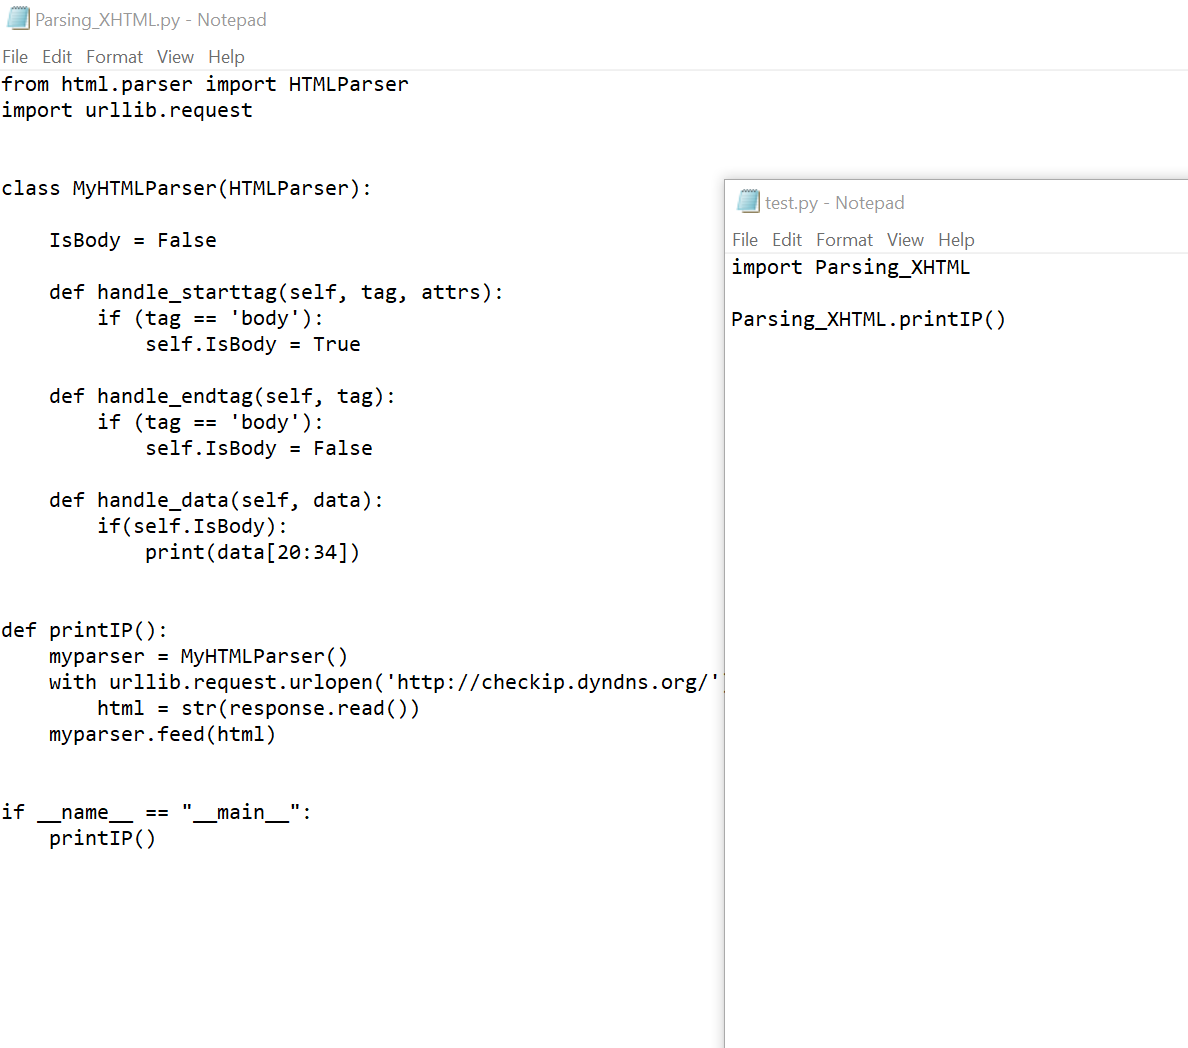 Parsing_XHTML.py - Notepad
File Edit Format View Help
from html.parser import HTMLParser
import urllib.request
class MyHTMLParser(HTMLParser):
    IsBody = False
    def handle_starttag(self, tag, attrs):
        if (tag == 'body'):
            self.IsBody = True
    def handle_endtag(self, tag):
        if (tag == 'body'):
            self.IsBody = False
    def handle_data(self, data):
        if(self.IsBody):
            print(data[20:34])
def printIP():
    myparser = MyHTMLParser()
    with urllib.request.urlopen('http://checkip.dyndns.org/'
        html = str(response.read())
    myparser.feed(html)
if __name__ == "__main__":
    printIP()
test.py - Notepad
File Edit Format View Help
import Parsing_XHTML
Parsing_XHTML.printIP()